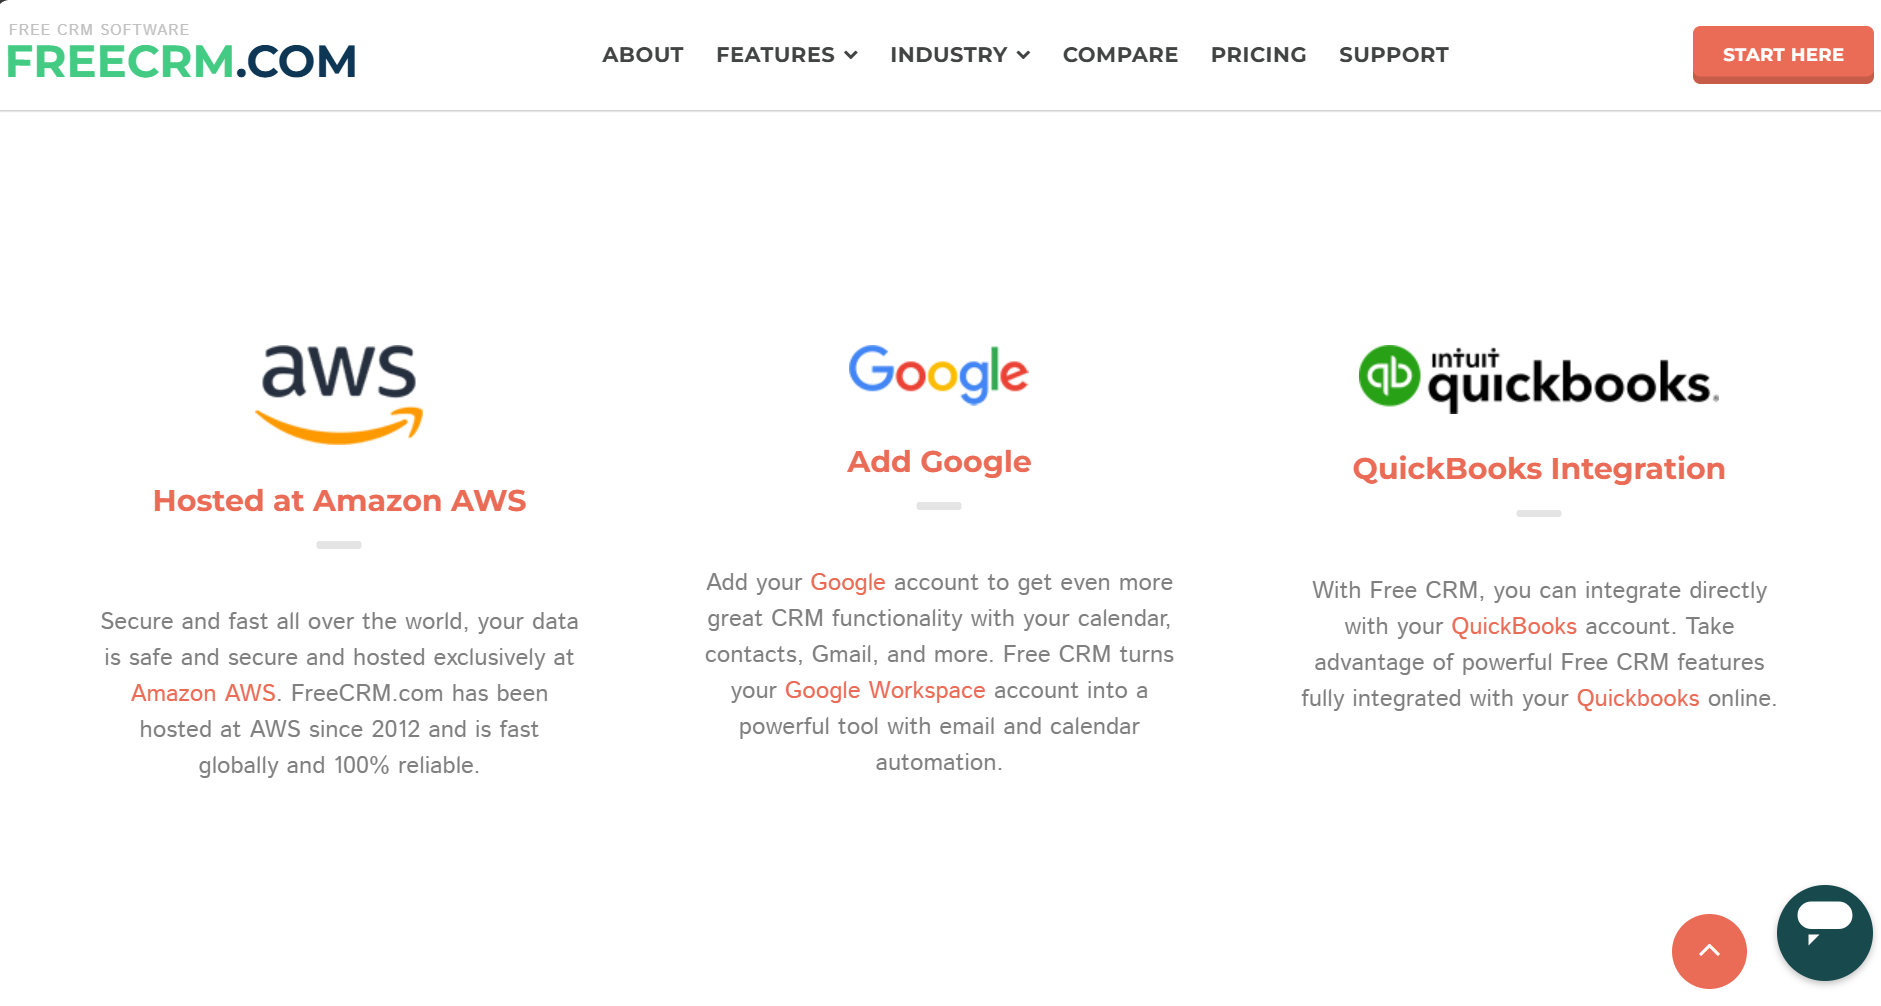 FREE CRM SOFTWARE
FREECRM.COM
ABOUT FEATURES INDUSTRY COMPARE PRICING SUPPORT
START HERE
aws
Hosted at Amazon AWS
Secure and fast all over the world, your data
is safe and secure and hosted exclusively at
Amazon AWS. FreeCRM.com has been
hosted at AWS since 2012 and is fast
globally and 100% reliable.
Google
Add Google
Add your Google account to get even more
great CRM functionality with your calendar,
contacts, Gmail, and more. Free CRM turns
your Google Workspace account into a
powerful tool with email and calendar
automation.
qb intuit
quickbooks®
QuickBooks Integration
With Free CRM, you can integrate directly
with your QuickBooks account. Take
advantage of powerful Free CRM features
fully integrated with your Quickbooks online.